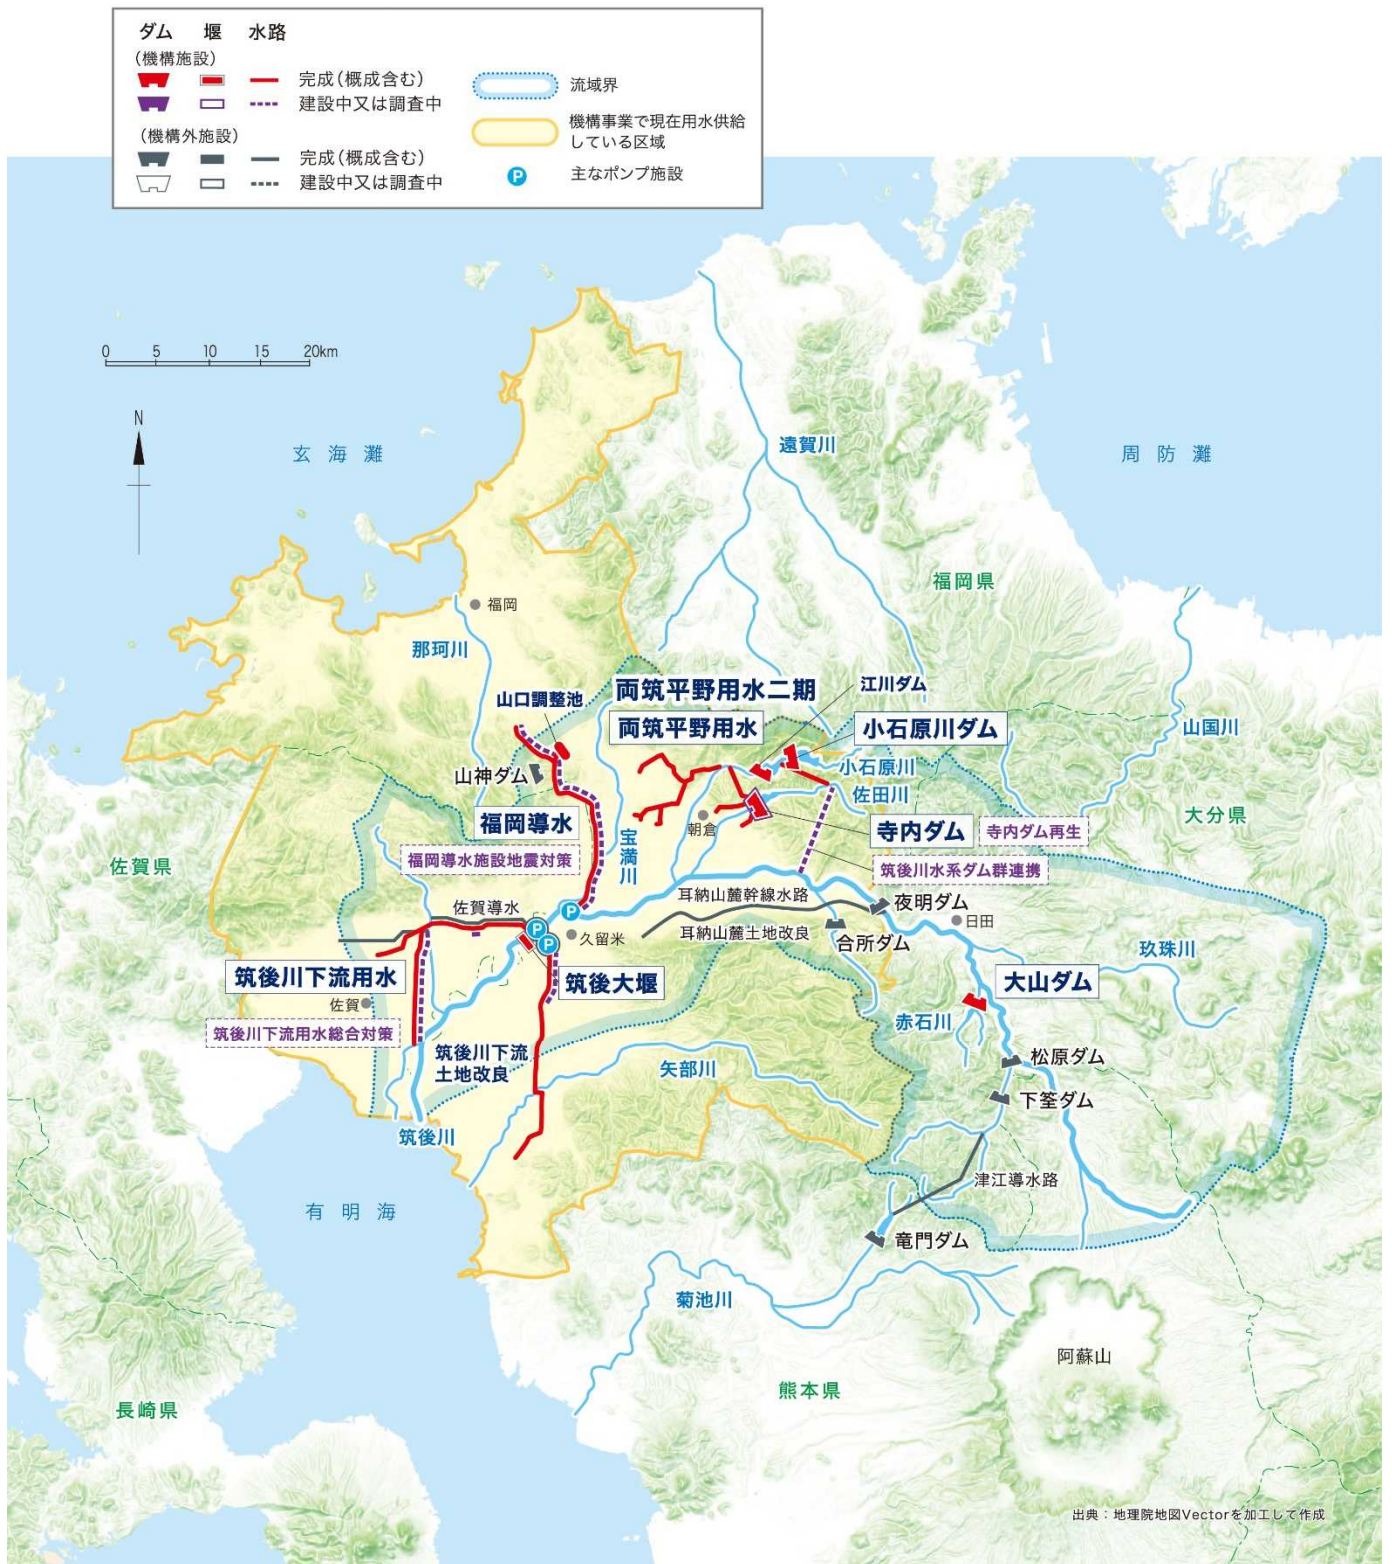 ダム 堰 水路
(機構施設)
完成(概成含む)
建設中又は調査中
(機構外施設)
完成(概成含む)
建設中又は調査中
流域界
機構事業で現在用水供給
している区域
P 主なポンプ施設
0 5 10 15 20km
N
玄海灘
周防灘
遠賀川
福岡県
福岡
那珂川
山口調整池
両筑平野用水二期
江川ダム
両筑平野用水
小石原川ダム
山国川
山神ダム
小石原川
佐田川
大分県
福岡導水
朝倉
寺内ダム
寺内ダム再生
佐賀県
福岡導水施設地震対策
宝満川
筑後川水系ダム群連携
耳納山麓幹線水路
夜明ダム
佐賀導水
P
P
P
久留米
耳納山麓土地改良
合所ダム
日田
玖珠川
筑後川下流用水
筑後大堰
大山ダム
佐賀
赤石川
筑後川下流用水総合対策
筑後川下流
土地改良
矢部川
松原ダム
下筌ダム
筑後川
津江導水路
有明海
竜門ダム
菊池川
阿蘇山
熊本県
長崎県
出典：地理院地図Vectorを加工して作成